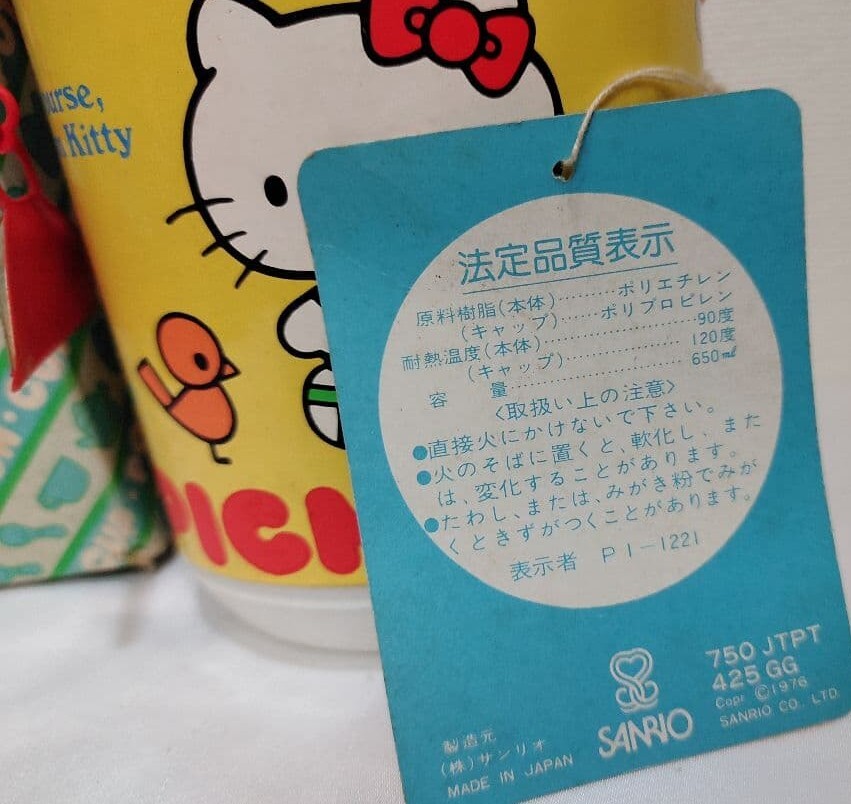 urse,
Kitty
PICN
法定品質表示
原料樹脂(本体)………ポリエチレン
(キャップ)……ポリプロピレン
耐熱温度(本体)…………………90度
(キャップ)…………………120度
容 量…………………………650㎖
〈取扱い上の注意〉
●直接火にかけないで下さい。
●火のそばに置くと、軟化し、また
は、変化することがあります。
●たわし、または、みがき粉でみが
くときずがつくことがあります。
表示者 PI-1221
750 JTPT
425 GG
Copr ©1976
SANRIO CO. LTD.
SANRIO
製造元
(株)サンリオ
MADE IN JAPAN